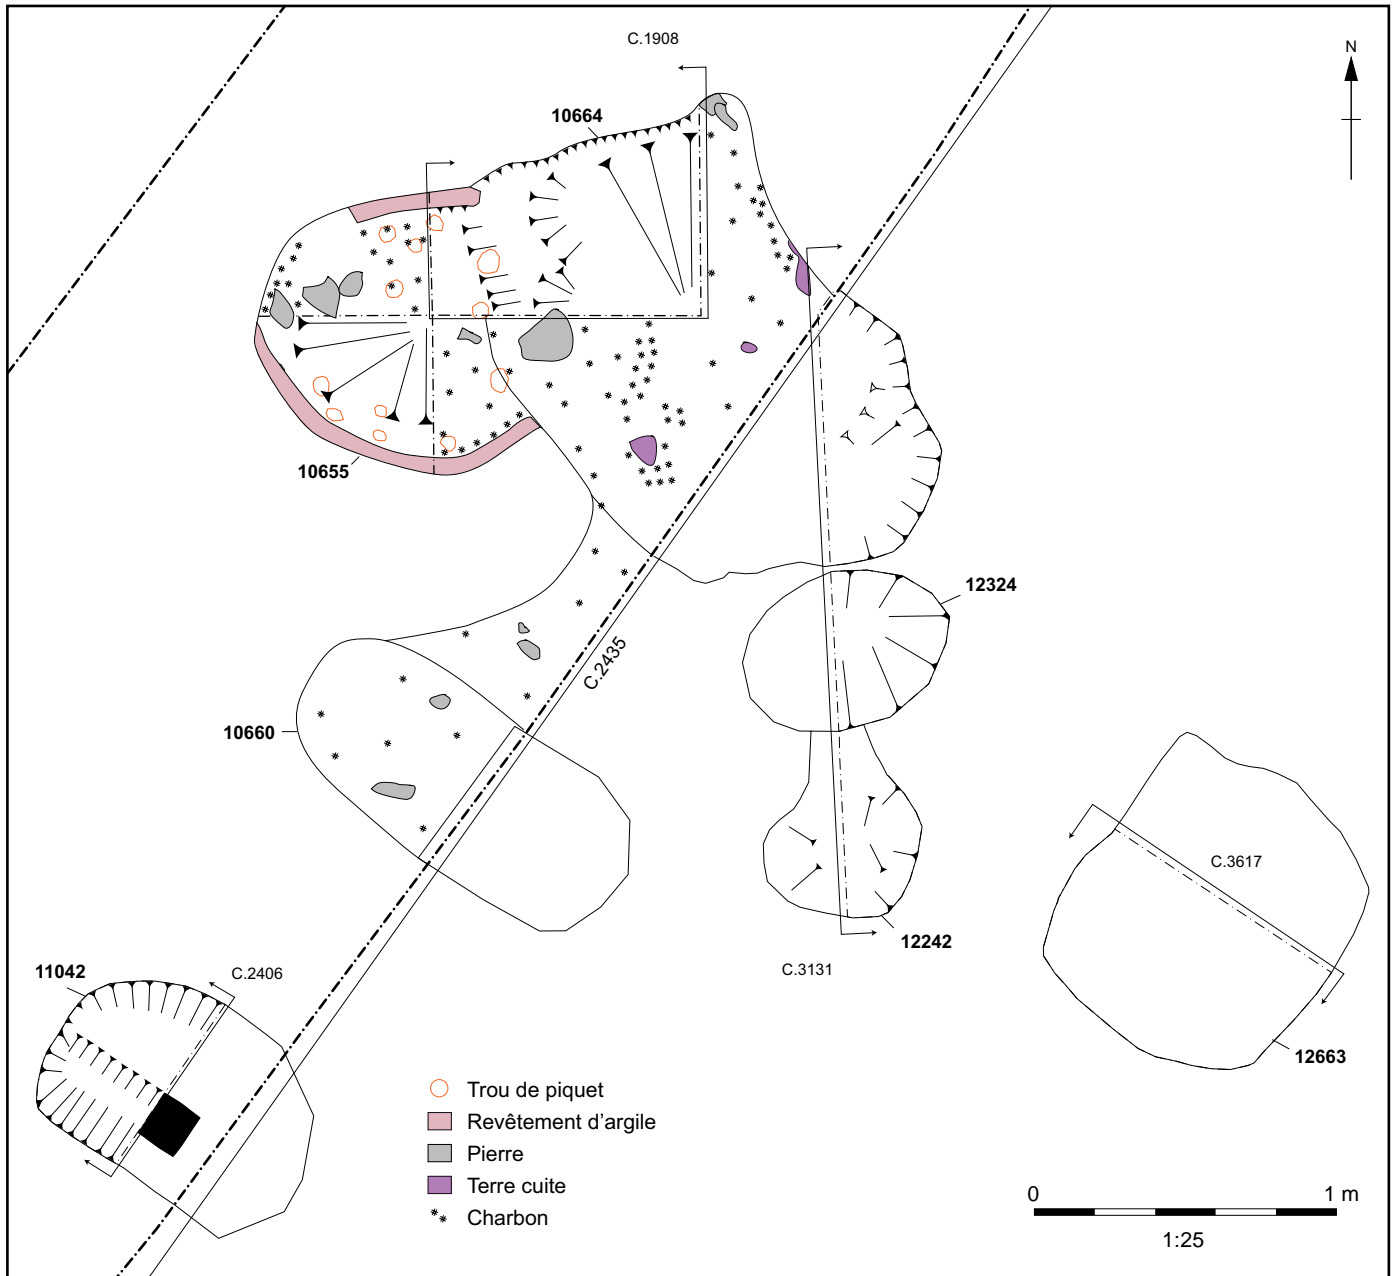 C.1908
N
10664
10655
12324
C.2435
10660
C.3617
12242
C.3131
11042
C.2406
12663
Trou de piquet
Revêtement d'argile
Pierre
Terre cuite
Charbon
0 1 m
1:25